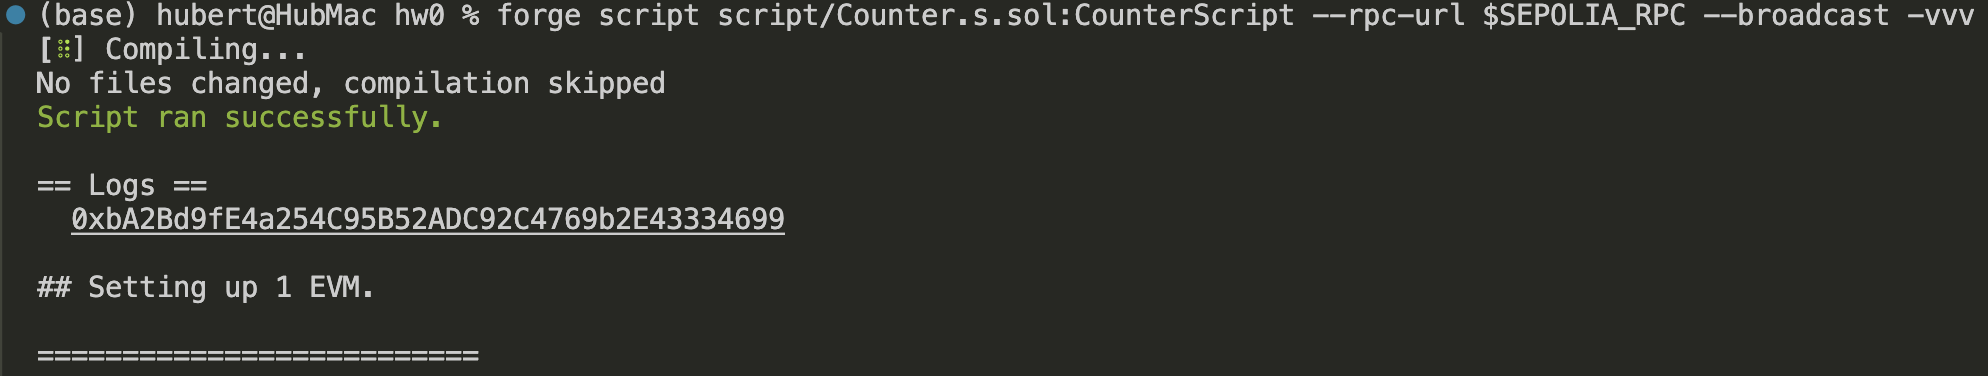 (base) hubert@HubMac hw0 % forge script script/Counter.s.sol:CounterScript --rpc-url $SEPOLIA_RPC --broadcast -vvv
[⠿] Compiling...
No files changed, compilation skipped
Script ran successfully.
== Logs ==
0xbA2Bd9fE4a254C95B52ADC92C4769b2E43334699
## Setting up 1 EVM.
==========================